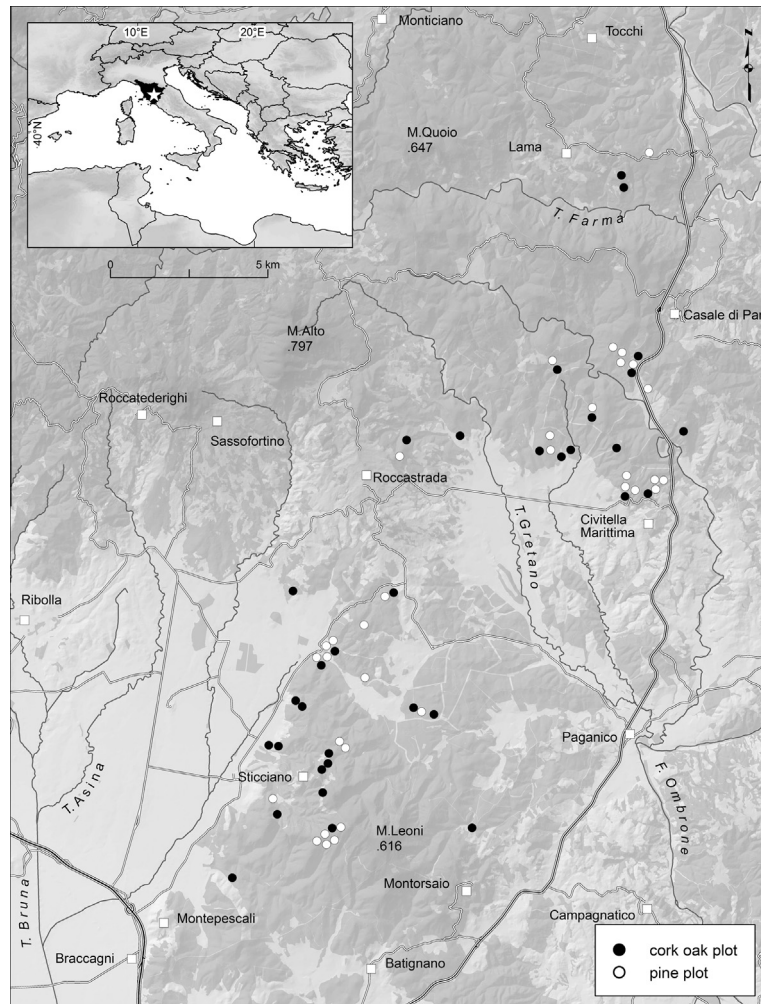 10°E
20°E
40°N
Monticiano
Tocchi
M.Quoio
.647
Lama
T. Farma
0
5 km
Casale di Par
M.Alto
.797
Roccatederighi
Sassofortino
Roccastrada
T. Gretano
Civitella
Marittima
Ribolla
Paganico
T. Asina
Sticciano
F. Ombrone
M.Leoni
.616
T. Bruna
Montorsaio
Montepescali
Campagnatico
Braccagni
Batignano
cork oak plot
pine plot